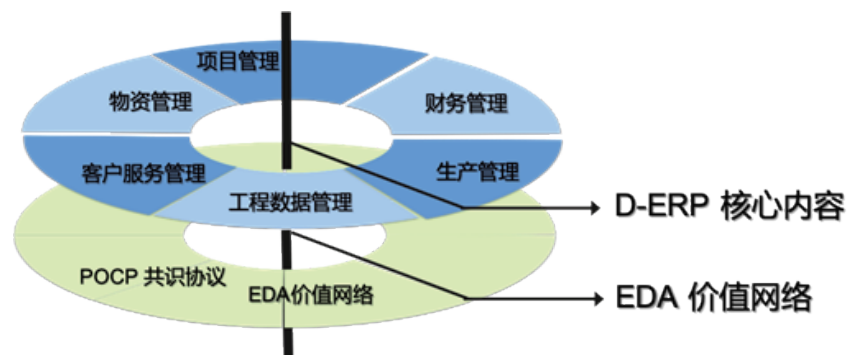 项目管理
物资管理
财务管理
客户服务管理
生产管理
工程数据管理
D-ERP 核心内容
POCP 共识协议
EDA价值网络
EDA 价值网络